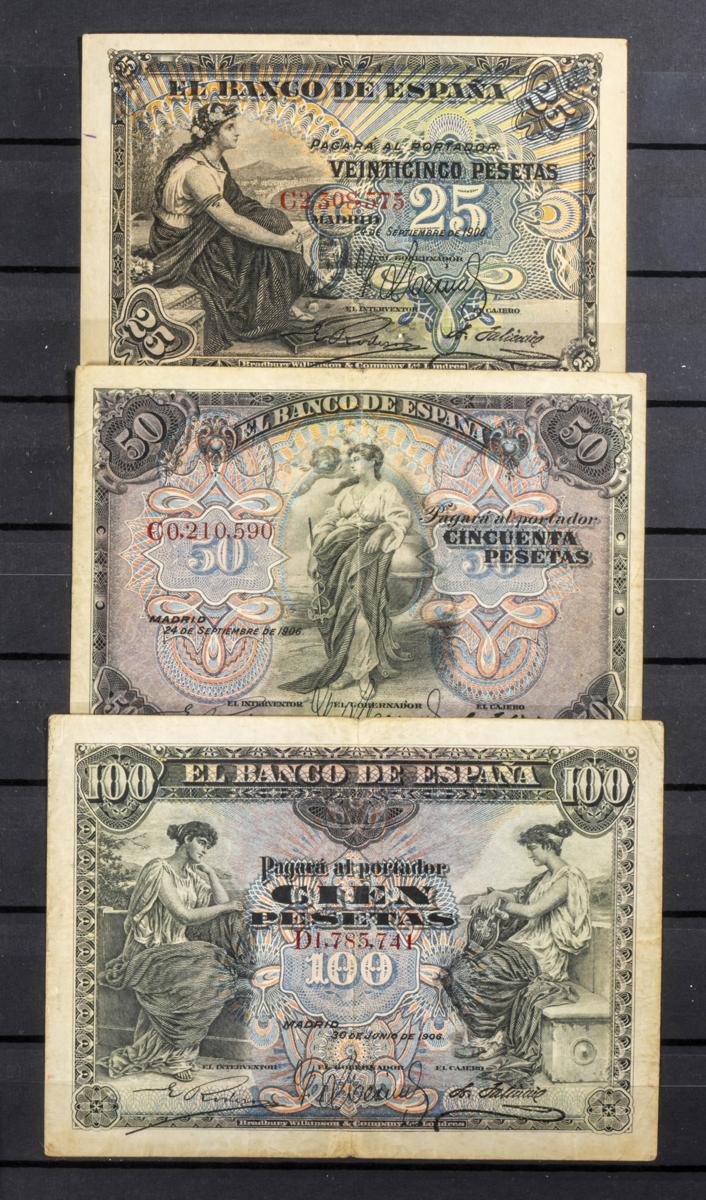 25 25
EL BANCO DE ESPAÑA
PAGARÁ AL PORTADOR
VEINTICINCO PESETAS
C2,308,575 25
MADRID
24 DE SEPTIEMBRE DE 1906.
EL GOBERNADOR
EL INTERVENTOR EL CAJERO
25 25
Bradbury Wilkinson & Company Ld. Londres
50 EL BANCO DE ESPAÑA 50
Pagará al portador
C0,210,590 CINCUENTA
50 50 PESETAS
MADRID
24 DE SEPTIEMBRE DE 1906
EL INTERVENTOR EL GOBERNADOR EL CAJERO
100 EL BANCO DE ESPAÑA 100
Pagará al portador
CIEN
PESETAS
D1,785,741
100
MADRID
30 DE JUNIO DE 1906.
EL INTERVENTOR EL GOBERNADOR EL CAJERO
Bradbury Wilkinson & Company Ld. Londres